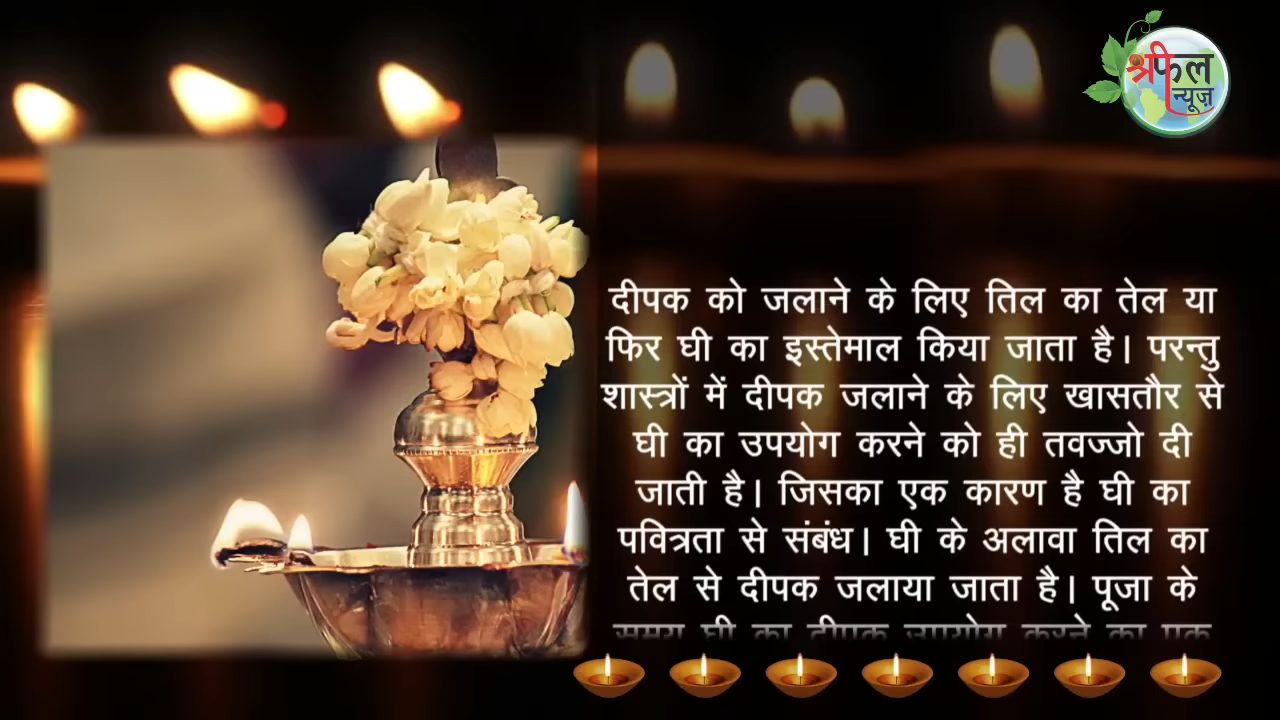 श्रीफल
न्यूज़
दीपक को जलाने के लिए तिल का तेल या
फिर घी का इस्तेमाल किया जाता है। परन्तु
शास्त्रों में दीपक जलाने के लिए खासतौर से
घी का उपयोग करने को ही तवज्जो दी
जाती है। जिसका एक कारण है घी का
पवित्रता से संबंध। घी के अलावा तिल का
तेल से दीपक जलाया जाता है। पूजा के
समय घी का दीपक उपयोग करने का एक